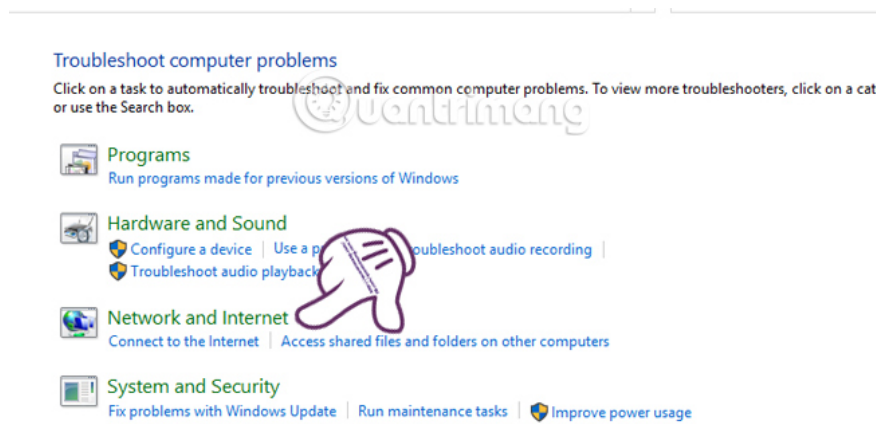 Troubleshoot computer problems
Click on a task to automatically troubleshoot and fix common computer problems. To view more troubleshooters, click on a cat
or use the Search box.
Quantrimang
Programs
Run programs made for previous versions of Windows
Hardware and Sound
Configure a device Use a p oubleshoot audio recording
Troubleshoot audio playback
Network and Internet
Connect to the Internet Access shared files and folders on other computers
System and Security
Fix problems with Windows Update Run maintenance tasks Improve power usage